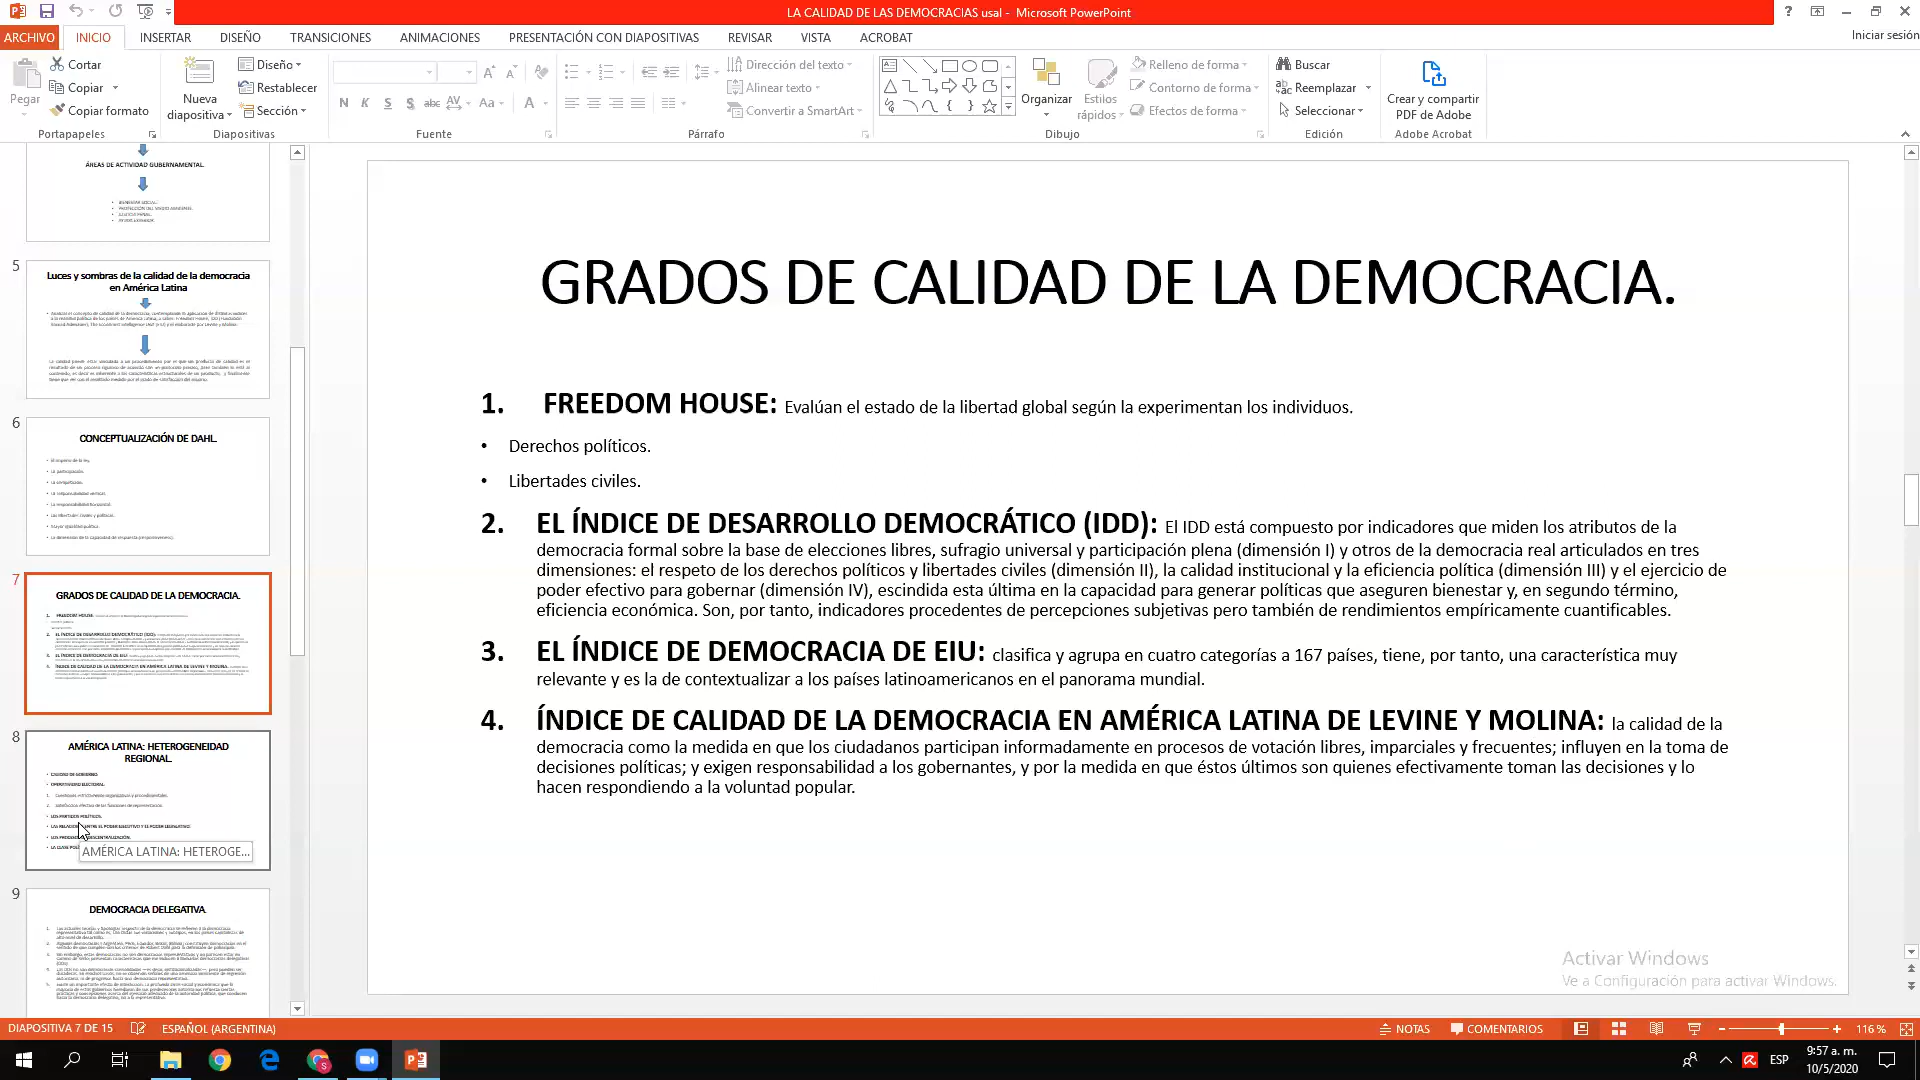 LA CALIDAD DE LAS DEMOCRACIAS usal - Microsoft PowerPoint
ARCHIVO INICIO INSERTAR DISEÑO TRANSICIONES ANIMACIONES PRESENTACIÓN CON DIAPOSITIVAS REVISAR VISTA ACROBAT
Iniciar sesión
Pegar
Cortar
Copiar
Copiar formato
Portapapeles
Nueva
diapositiva
Diseño
Restablecer
Sección
Diapositivas
N K S S abc AV Aa A
Fuente
Dirección del texto
Alinear texto
Convertir a SmartArt
Párrafo
Organizar
Estilos
rápidos
Relleno de forma
Contorno de forma
Efectos de forma
Dibujo
Buscar
Reemplazar
Seleccionar
Edición
Crear y compartir
PDF de Adobe
Adobe Acrobat
ÁREAS DE ACTIVIDAD GUBERNAMENTAL.
5
Luces y sombras de la calidad de la democracia
en América Latina
6
CONCEPTUALIZACIÓN DE DAHL.
7
GRADOS DE CALIDAD DE LA DEMOCRACIA.
8
AMÉRICA LATINA: HETEROGENEIDAD
REGIONAL.
CALIDAD DE GOBIERNO.
OPERATIVIDAD ELECTORAL.
LOS PARTIDOS POLÍTICOS.
AMÉRICA LATINA: HETEROGE...
9
DEMOCRACIA DELEGATIVA.
GRADOS DE CALIDAD DE LA DEMOCRACIA.
1. FREEDOM HOUSE: Evalúan el estado de la libertad global según la experimentan los individuos.
• Derechos políticos.
• Libertades civiles.
2. EL ÍNDICE DE DESARROLLO DEMOCRÁTICO (IDD): El IDD está compuesto por indicadores que miden los atributos de la
democracia formal sobre la base de elecciones libres, sufragio universal y participación plena (dimensión I) y otros de la democracia real articulados en tres
dimensiones: el respeto de los derechos políticos y libertades civiles (dimensión II), la calidad institucional y la eficiencia política (dimensión III) y el ejercicio de
poder efectivo para gobernar (dimensión IV), escindida esta última en la capacidad para generar políticas que aseguren bienestar y, en segundo término,
eficiencia económica. Son, por tanto, indicadores procedentes de percepciones subjetivas pero también de rendimientos empíricamente cuantificables.
3. EL ÍNDICE DE DEMOCRACIA DE EIU: clasifica y agrupa en cuatro categorías a 167 países, tiene, por tanto, una característica muy
relevante y es la de contextualizar a los países latinoamericanos en el panorama mundial.
4. ÍNDICE DE CALIDAD DE LA DEMOCRACIA EN AMÉRICA LATINA DE LEVINE Y MOLINA: la calidad de la
democracia como la medida en que los ciudadanos participan informadamente en procesos de votación libres, imparciales y frecuentes; influyen en la toma de
decisiones políticas; y exigen responsabilidad a los gobernantes, y por la medida en que éstos últimos son quienes efectivamente toman las decisiones y lo
hacen respondiendo a la voluntad popular.
Activar Windows
Ve a Configuración para activar Windows.
DIAPOSITIVA 7 DE 15 ESPAÑOL (ARGENTINA) NOTAS COMENTARIOS 116 %
ESP
9:57 a. m.
10/5/2020